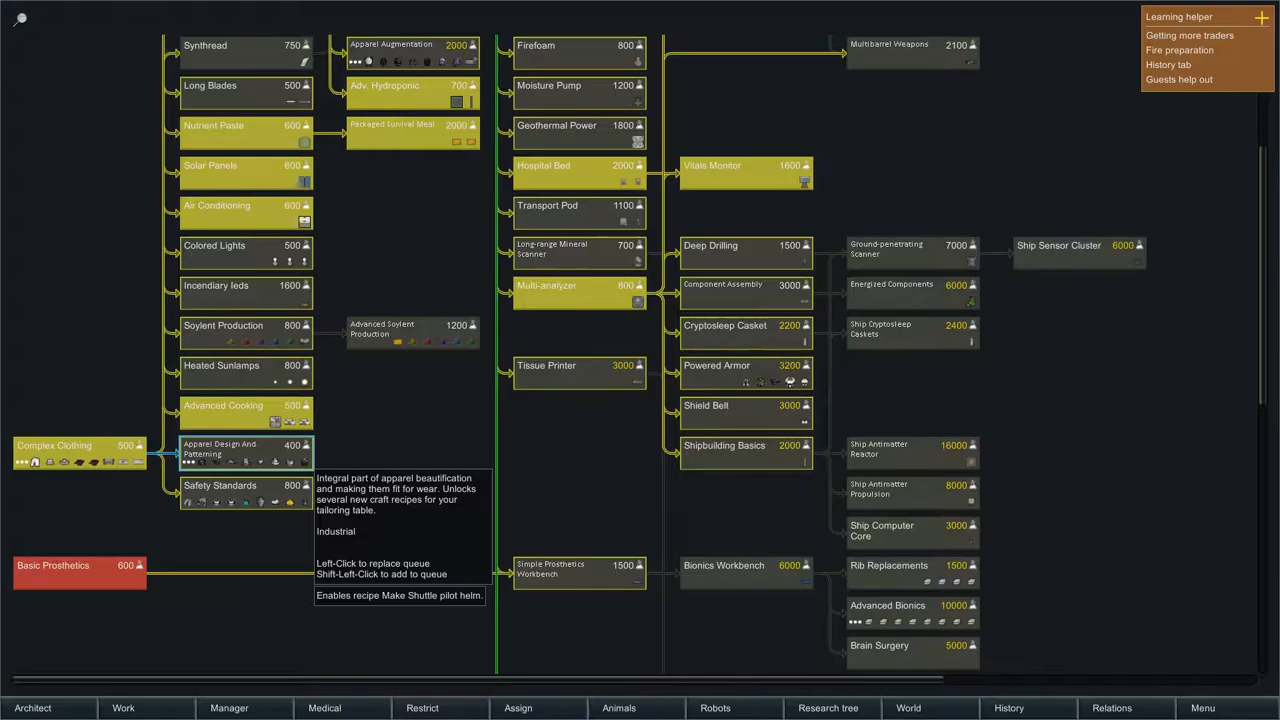 Learning helper
Getting more traders
Fire preparation
History tab
Guests help out
Synthread 750
Apparel Augmentation 2000
Firefoam 800
Multibarrel Weapons 2100
Long Blades 500
Adv. Hydroponic 700
Moisture Pump 1200
Nutrient Paste 600
Packaged Survival Meal 2000
Geothermal Power 1800
Solar Panels 600
Hospital Bed 2000
Vitals Monitor 1600
Air Conditioning 600
Transport Pod 1100
Colored Lights 500
Long-range Mineral Scanner 700
Deep Drilling 1500
Ground-penetrating Scanner 7000
Ship Sensor Cluster 6000
Incendiary Ieds 1600
Multi-analyzer 800
Component Assembly 3000
Energized Components 6000
Soylent Production 800
Advanced Soylent Production 1200
Cryptosleep Casket 2200
Ship Cryptosleep Caskets 2400
Heated Sunlamps 800
Tissue Printer 3000
Powered Armor 3200
Advanced Cooking 500
Shield Belt 3000
Complex Clothing 500
Apparel Design And Patterning 400
Shipbuilding Basics 2000
Ship Antimatter Reactor 16000
Safety Standards 800
Ship Antimatter Propulsion 8000
Ship Computer Core 3000
Integral part of apparel beautification
and making them fit for wear. Unlocks
several new craft recipes for your
tailoring table.
Industrial
Left-Click to replace queue
Shift-Left-Click to add to queue
Enables recipe Make Shuttle pilot helm.
Basic Prosthetics 600
Simple Prosthetics Workbench 1500
Bionics Workbench 6000
Rib Replacements 1500
Advanced Bionics 10000
Brain Surgery 5000
Architect Work Manager Medical Restrict Assign Animals Robots Research tree World History Relations Menu